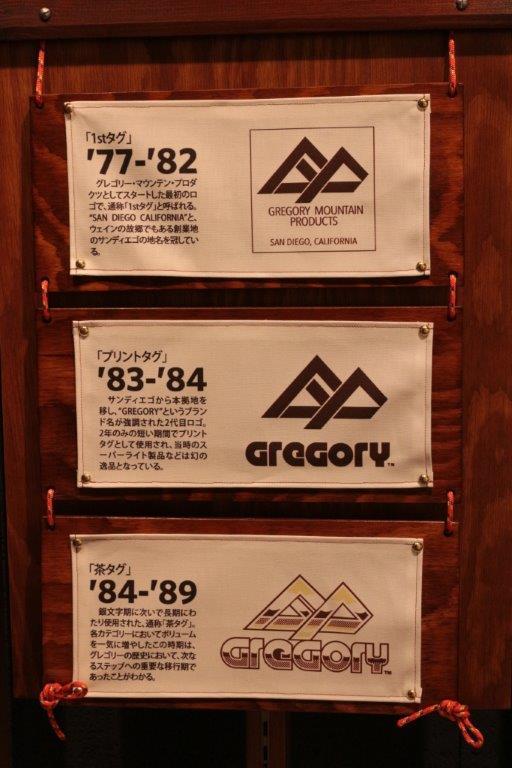 「1stタグ」
'77-'82
グレゴリー・マウンテン・プロダ
クツとしてスタートした最初のロ
ゴで、通称「1stタグ」と呼ばれる。
"SAN DIEGO CALIFORNIA"と、
ウェインの故郷でもある創業地
のサンディエゴの地名を冠してい
る。
GREGORY MOUNTAIN
PRODUCTS
SAN DIEGO, CALIFORNIA
「プリントタグ」
'83-'84
サンディエゴから本拠地を
移し、"GREGORY"というブラン
ド名が強調された2代目ロゴ。
2年のみの短い期間でプリント
タグとして使用され、当時のス
ーパーライト製品などは幻の
逸品となっている。
GREGORY™
「茶タグ」
'84-'89
銀文字期に次いで長期にわ
たり使用された、通称「茶タグ」。
各カテゴリーにおいてボリューム
を一気に増やしたこの時期は、
グレゴリーの歴史において、次な
るステップへの重要な移行期で
あったことがわかる。
GREGORY™